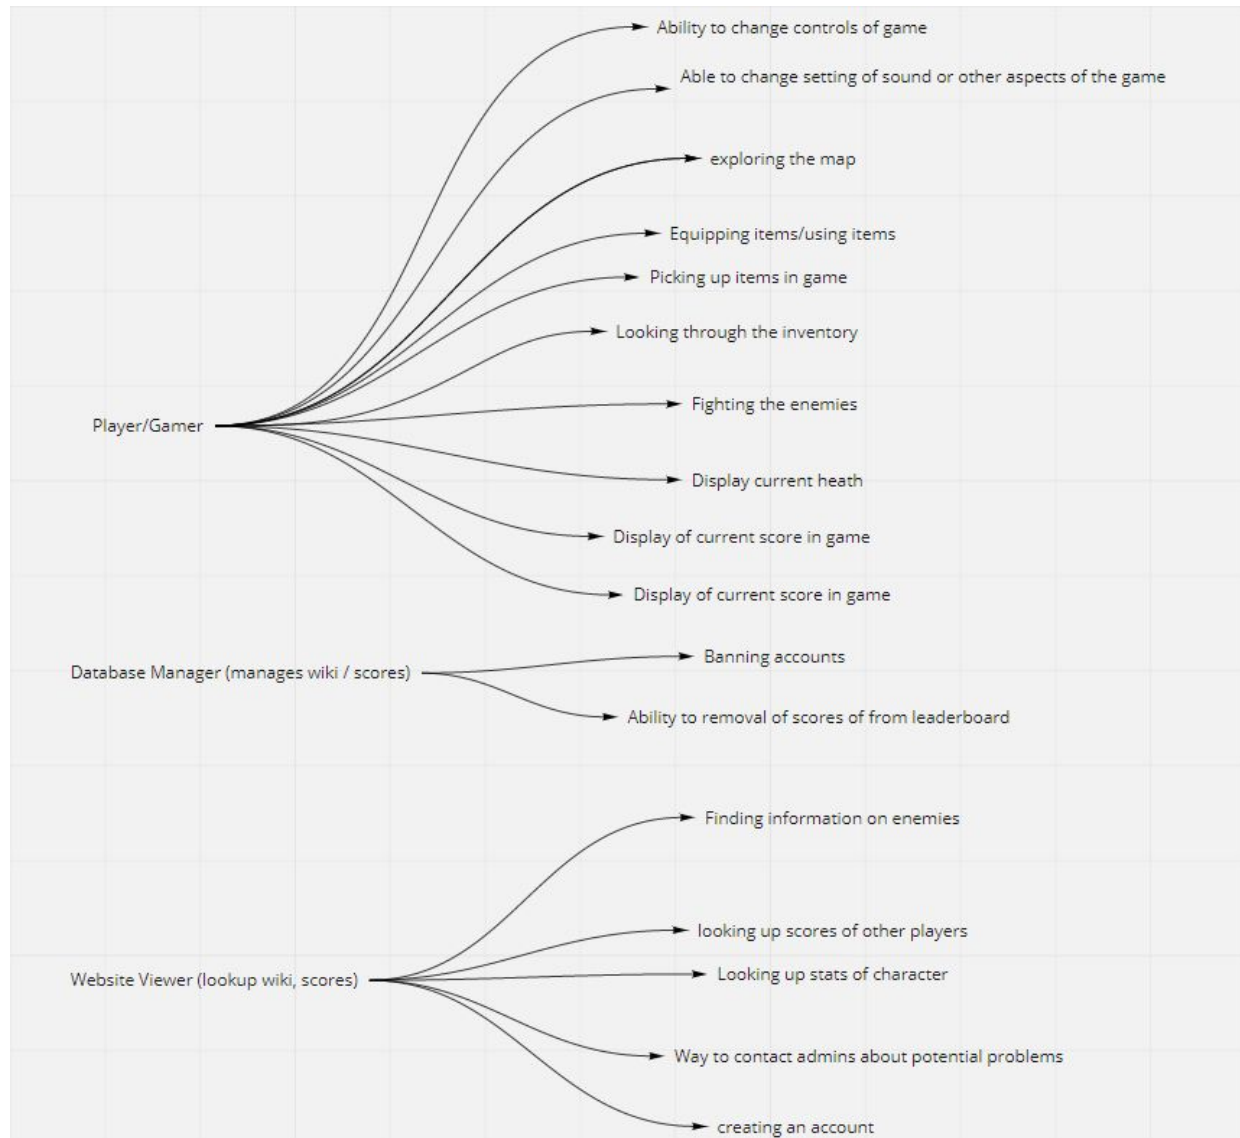 Ability to change controls of game
Able to change setting of sound or other aspects of the game
exploring the map
Equipping items/using items
Picking up items in game
Looking through the inventory
Player/Gamer
Fighting the enemies
Display current heath
Display of current score in game
Display of current score in game
Database Manager (manages wiki / scores)
Banning accounts
Ability to removal of scores of from leaderboard
Finding information on enemies
looking up scores of other players
Website Viewer (lookup wiki, scores)
Looking up stats of character
Way to contact admins about potential problems
creating an account